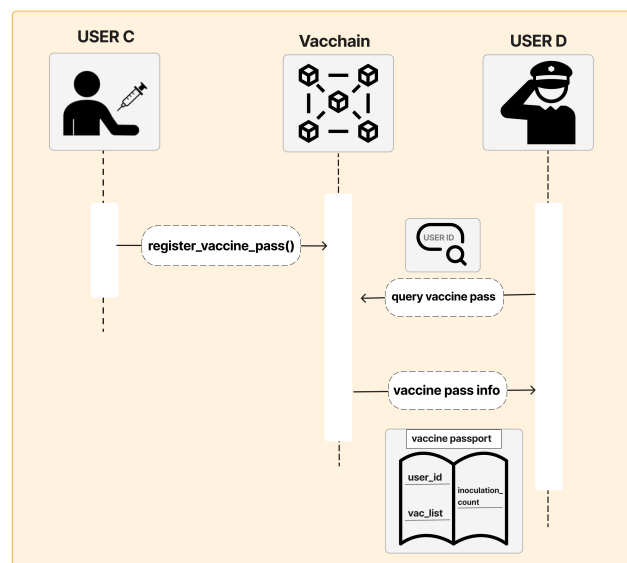 USER C
Vacchain
USER D
register_vaccine_pass()
USER ID
query vaccine pass
vaccine pass info
vaccine passport
user_id
vac_list
inoculation_
count